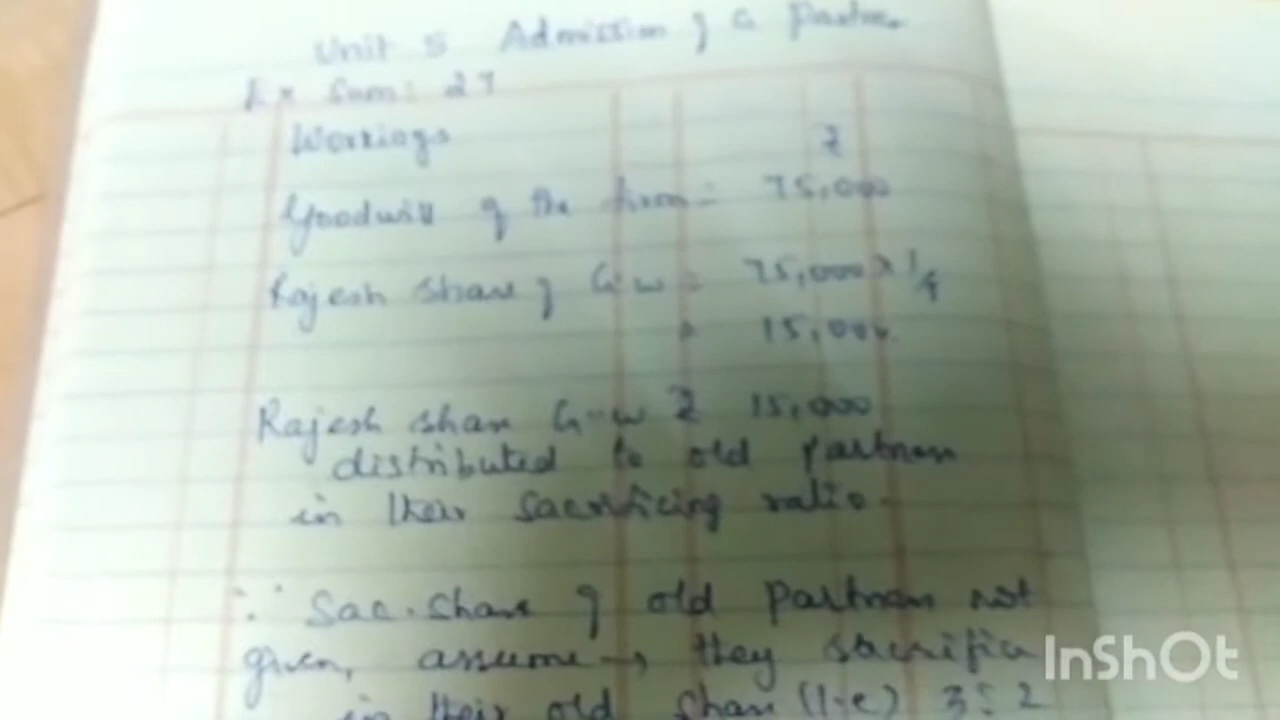 Unit 5 Admission of a Partner
Ex Sum: 27
Workings ₹
Goodwill of the firm = 75,000
Rajesh share of G.w = 75,000 × 1/5
= 15,000.
Rajesh share G-w ₹ 15,000
distributed to old partners
in their sacrificing ratio.
∵ Sac. Share of old partners not
given, assume → they sacrifice
in their old share (i-e) 3:2
InShOt